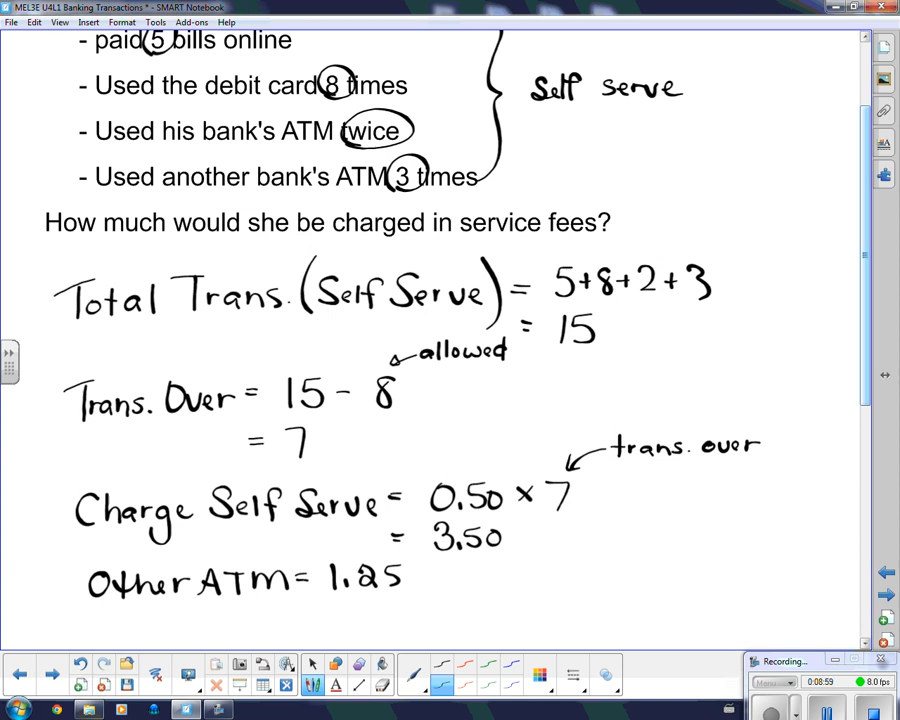 MEL3E U4L1 Banking Transactions * - SMART Notebook
File Edit View Insert Format Tools Add-ons Help
- paid 5 bills online
- Used the debit card 8 times
- Used his bank's ATM twice
- Used another bank's ATM 3 times
Self serve
How much would she be charged in service fees?
Total Trans. (Self Serve) = 5+8+2+3
= 15
allowed
Trans. Over = 15 - 8
= 7
trans. over
Charge Self Serve = 0.50 × 7
= 3.50
Other ATM = 1.25
Recording...
Menu
0:08:59
8.0 fps